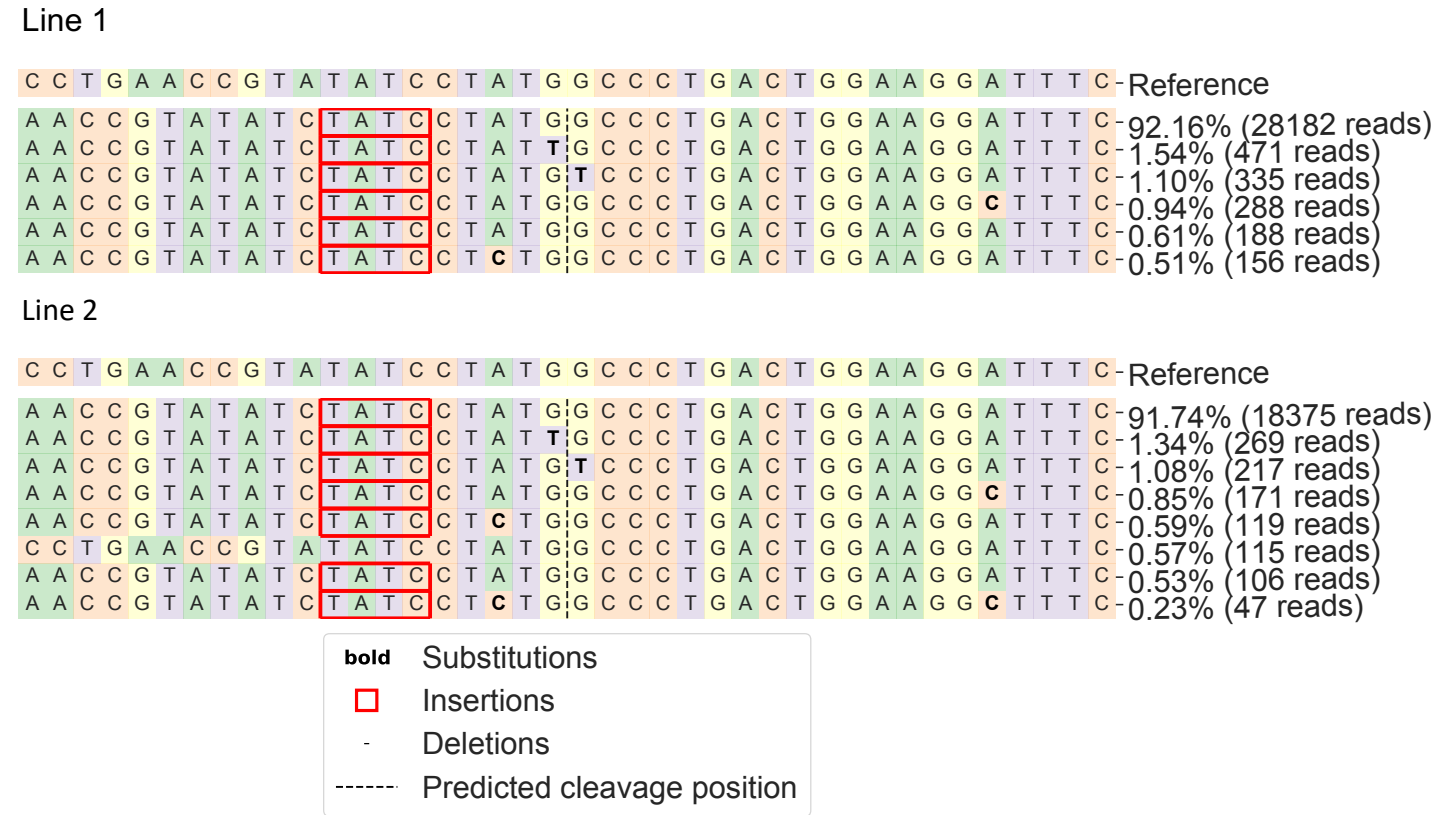 Line 1
C C T G A A C C G T A T A T C C T A T G G C C C T G A C T G G A A G G A T T T C - Reference
A A C C G T A T A T C T A T C C T A T G G C C C T G A C T G G A A G G A T T T C - 92.16% (28182 reads)
A A C C G T A T A T C T A T C C T A T T G C C C T G A C T G G A A G G A T T T C - 1.54% (471 reads)
A A C C G T A T A T C T A T C C T A T G T C C C T G A C T G G A A G G A T T T C - 1.10% (335 reads)
A A C C G T A T A T C T A T C C T A T G G C C C T G A C T G G A A G G C T T T C - 0.94% (288 reads)
A A C C G T A T A T C T A T C C T A T G G C C C T G A C T G G A A G G A T T T C - 0.61% (188 reads)
A A C C G T A T A T C T A T C C T C T G G C C C T G A C T G G A A G G A T T T C - 0.51% (156 reads)
Line 2
C C T G A A C C G T A T A T C C T A T G G C C C T G A C T G G A A G G A T T T C - Reference
A A C C G T A T A T C T A T C C T A T G G C C C T G A C T G G A A G G A T T T C - 91.74% (18375 reads)
A A C C G T A T A T C T A T C C T A T T G C C C T G A C T G G A A G G A T T T C - 1.34% (269 reads)
A A C C G T A T A T C T A T C C T A T G T C C C T G A C T G G A A G G A T T T C - 1.08% (217 reads)
A A C C G T A T A T C T A T C C T A T G G C C C T G A C T G G A A G G C T T T C - 0.85% (171 reads)
A A C C G T A T A T C T A T C C T C T G G C C C T G A C T G G A A G G A T T T C - 0.59% (119 reads)
C C T G A A C C G T A T A T C C T A T G G C C C T G A C T G G A A G G A T T T C - 0.57% (115 reads)
A A C C G T A T A T C T A T C C T A T G G C C C T G A C T G G A A G G A T T T C - 0.53% (106 reads)
A A C C G T A T A T C T A T C C T C T G G C C C T G A C T G G A A G G C T T T C - 0.23% (47 reads)
bold Substitutions
Insertions
- Deletions
Predicted cleavage position